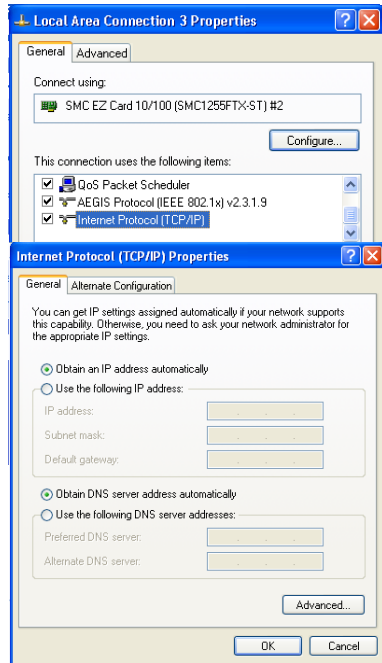 Local Area Connection 3 Properties
General Advanced
Connect using:
SMC EZ Card 10/100 (SMC1255FTX-ST) #2
Configure...
This connection uses the following items:
QoS Packet Scheduler
AEGIS Protocol (IEEE 802.1x) v2.3.1.9
Internet Protocol (TCP/IP)
Internet Protocol (TCP/IP) Properties
General Alternate Configuration
You can get IP settings assigned automatically if your network supports
this capability. Otherwise, you need to ask your network administrator for
the appropriate IP settings.
Obtain an IP address automatically
Use the following IP address:
IP address:
Subnet mask:
Default gateway:
Obtain DNS server address automatically
Use the following DNS server addresses:
Preferred DNS server:
Alternate DNS server:
Advanced...
OK Cancel